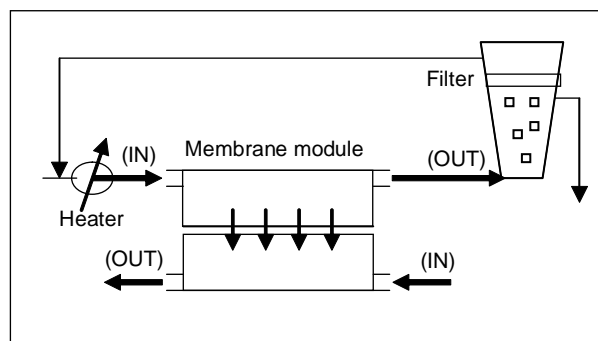 Filter
(IN)
Membrane module
(OUT)
Heater
(OUT)
(IN)